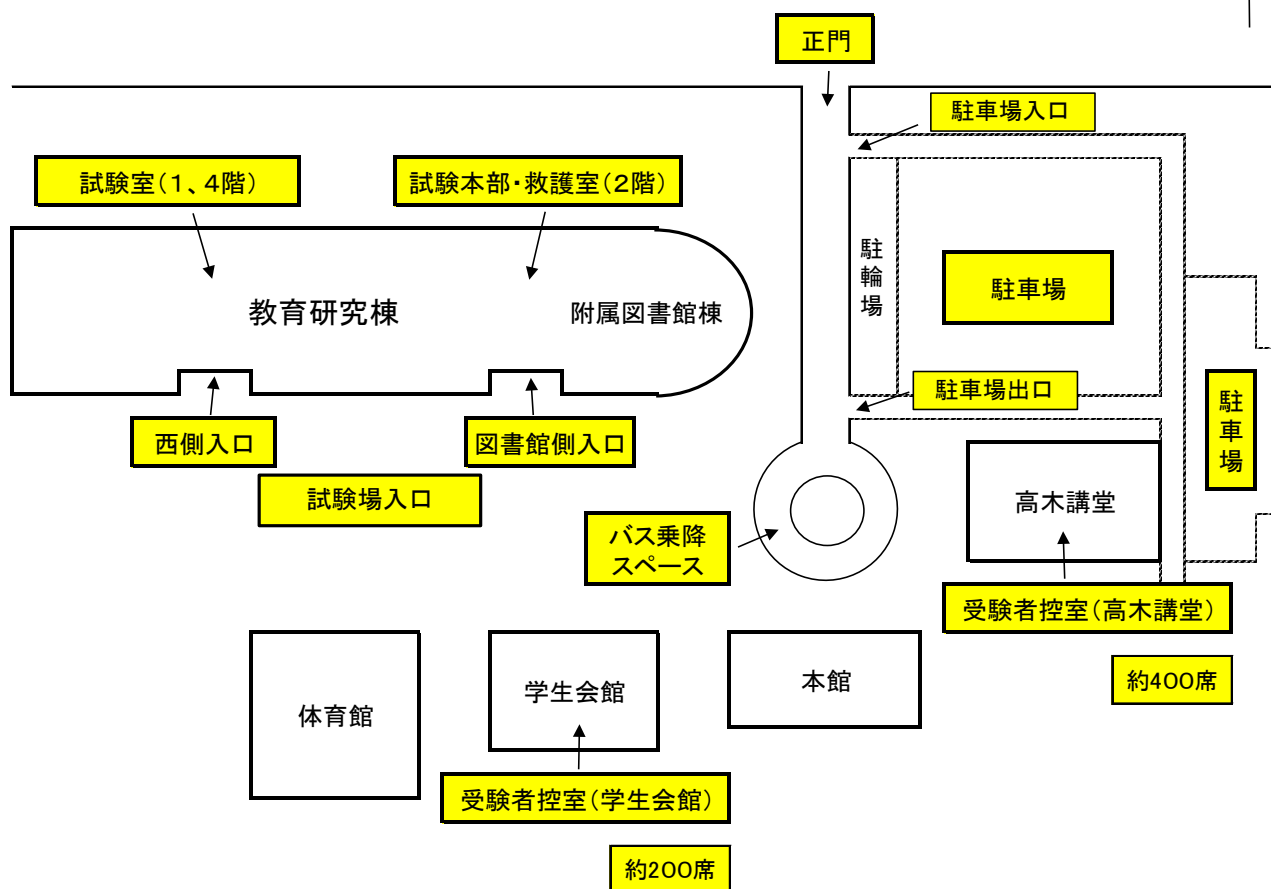 正門
駐車場入口
試験室(1、4階)
試験本部・救護室(2階)
教育研究棟
附属図書館棟
駐輪場
駐車場
駐車場出口
駐車場
西側入口
図書館側入口
試験場入口
バス乗降
スペース
高木講堂
受験者控室(高木講堂)
約400席
体育館
学生会館
本館
受験者控室(学生会館)
約200席